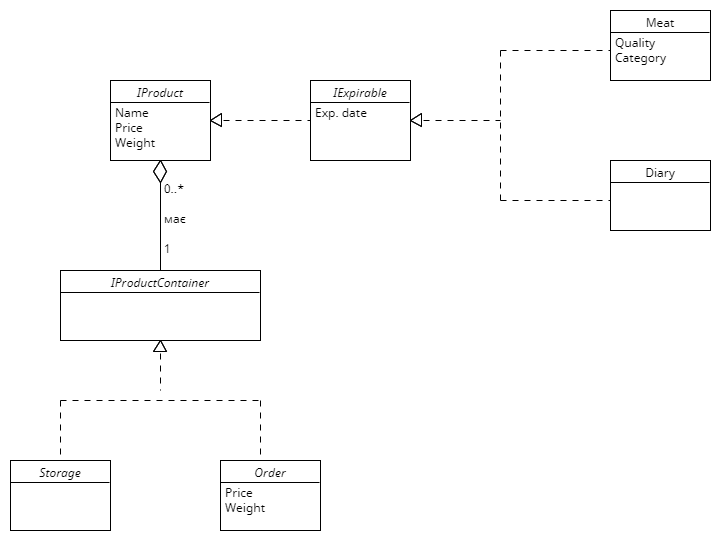 Meat
Quality
Category
IProduct
Name
Price
Weight
IExpirable
Exp. date
Diary
0..*
має
1
IProductContainer
Storage
Order
Price
Weight